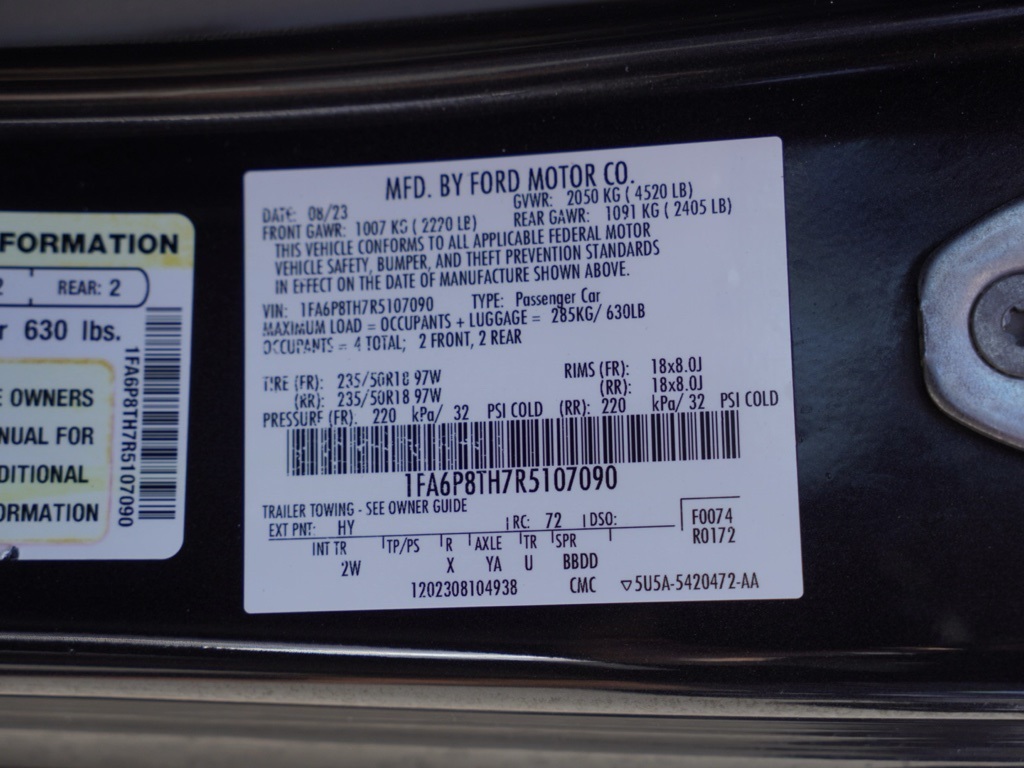 FORMATION
REAR: 2
630 lbs.
OWNERS
FOR
1FA6P8TH7R5107090
MFD. BY FORD MOTOR CO.
DATE: 08/23
GVWR: 2050 KG ( 4520 LB)
FRONT GAWR: 1007 KG ( 2220 LB)
REAR GAWR: 1091 KG ( 2405 LB)
THIS VEHICLE CONFORMS TO ALL APPLICABLE FEDERAL MOTOR
VEHICLE SAFETY, BUMPER, AND THEFT PREVENTION STANDARDS
IN EFFECT ON THE DATE OF MANUFACTURE SHOWN ABOVE.
VIN: 1FA6P8TH7R5107090 TYPE: Passenger Car
MAXIMUM LOAD = OCCUPANTS + LUGGAGE = 285KG/ 630LB
OCCUPANTS = 4 TOTAL; 2 FRONT, 2 REAR
TIRE (FR): 235/50R18 97W RIMS (FR): 18x8.0J
(RR): 235/50R18 97W (RR): 18x8.0J
PRESSURE (FR): 220 kPa/ 32 PSI COLD (RR): 220 kPa/ 32 PSI COLD
1FA6P8TH7R5107090
TRAILER TOWING - SEE OWNER GUIDE
EXT PNT: HY RC: 72 DSO:
F0074
R0172
INT TR TP/PS R AXLE TR SPR
2W X YA U BBDD
1202308104938 CMC ▽5U5A-5420472-AA